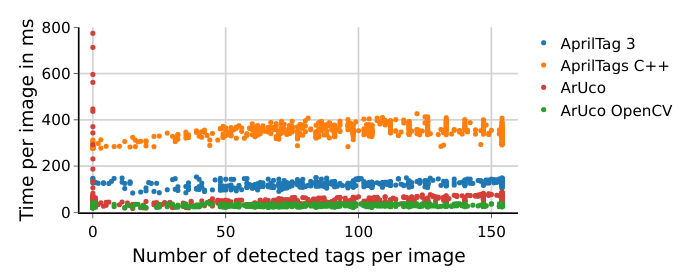 Time per image in ms
800
600
400
200
0
0 50 100 150
Number of detected tags per image
AprilTag 3
AprilTags C++
ArUco
ArUco OpenCV